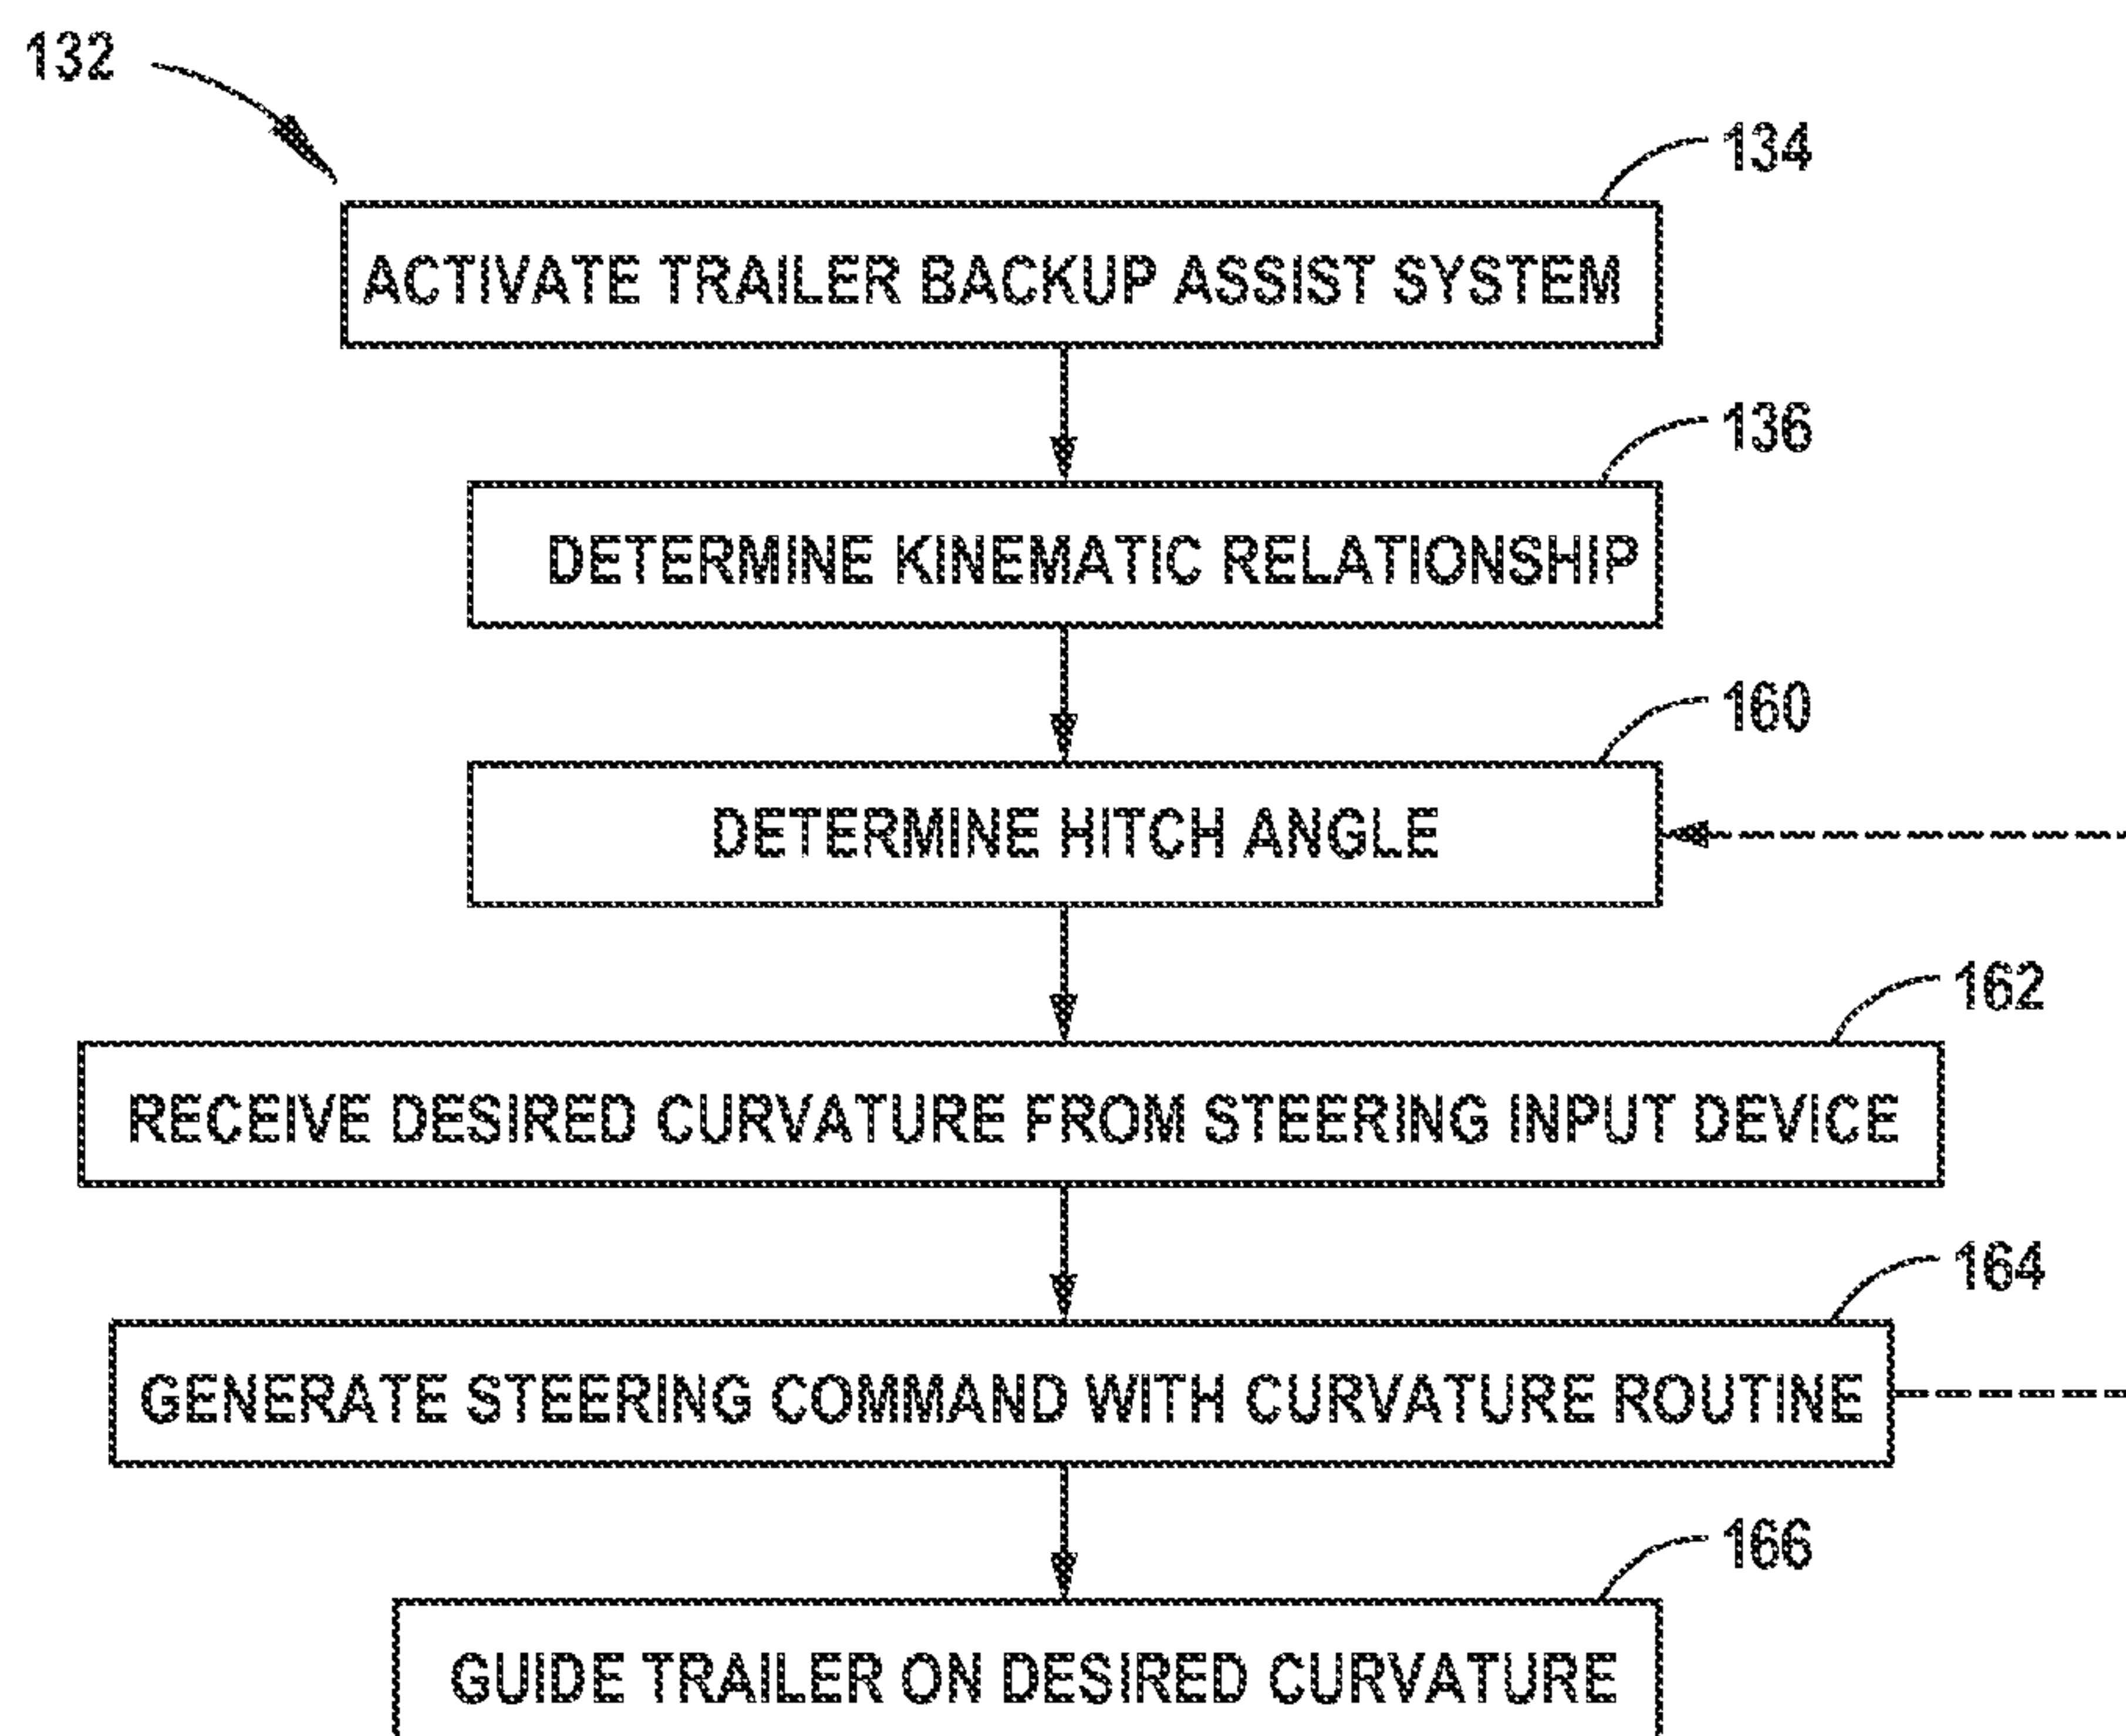 132
134
ACTIVATE TRAILER BACKUP ASSIST SYSTEM
136
DETERMINE KINEMATIC RELATIONSHIP
160
DETERMINE HITCH ANGLE
162
RECEIVE DESIRED CURVATURE FROM STEERING INPUT DEVICE
164
GENERATE STEERING COMMAND WITH CURVATURE ROUTINE
166
GUIDE TRAILER ON DESIRED CURVATURE